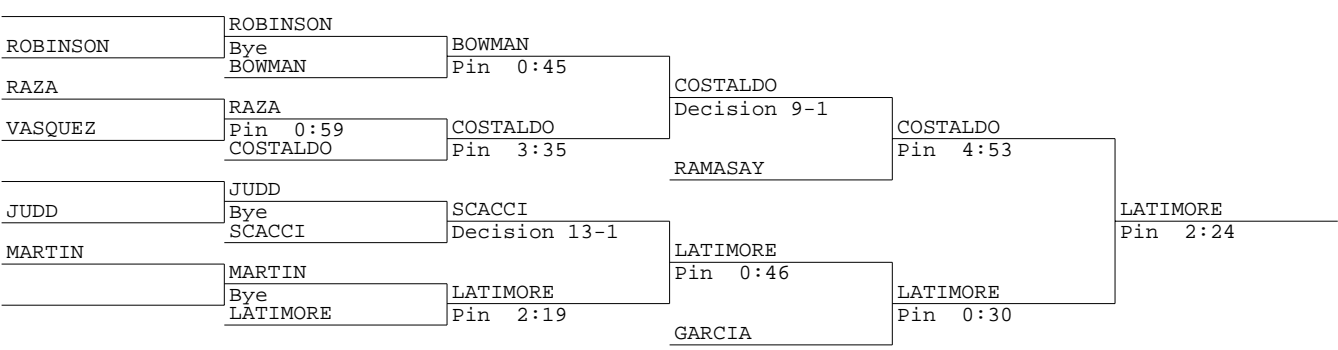 ROBINSON
ROBINSON
Bye
BOWMAN
BOWMAN
Pin 0:45
RAZA
COSTALDO
Decision 9-1
RAZA
VASQUEZ
Pin 0:59
COSTALDO
COSTALDO
Pin 3:35
COSTALDO
Pin 4:53
RAMASAY
JUDD
JUDD
Bye
SCACCI
SCACCI
Decision 13-1
LATIMORE
Pin 2:24
MARTIN
LATIMORE
Pin 0:46
MARTIN
Bye
LATIMORE
LATIMORE
Pin 2:19
LATIMORE
Pin 0:30
GARCIA